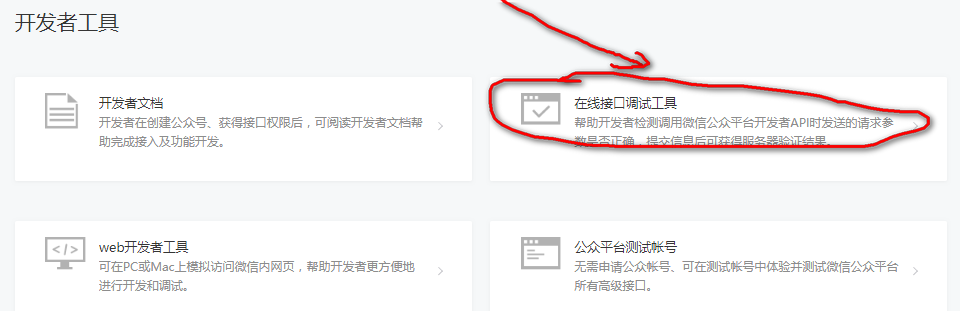 开发者工具
开发者文档
开发者在创建公众号、获得接口权限后，可阅读开发者文档帮
助完成接入及功能开发。
在线接口调试工具
帮助开发者检测调用微信公众平台开发者API时发送的请求参
数是否正确，提交信息后可获得服务器验证结果。
web开发者工具
可在PC或Mac上模拟访问微信内网页，帮助开发者更方便地
进行开发和调试。
公众平台测试帐号
无需申请公众帐号、可在测试帐号中体验并测试微信公众平台
所有高级接口。